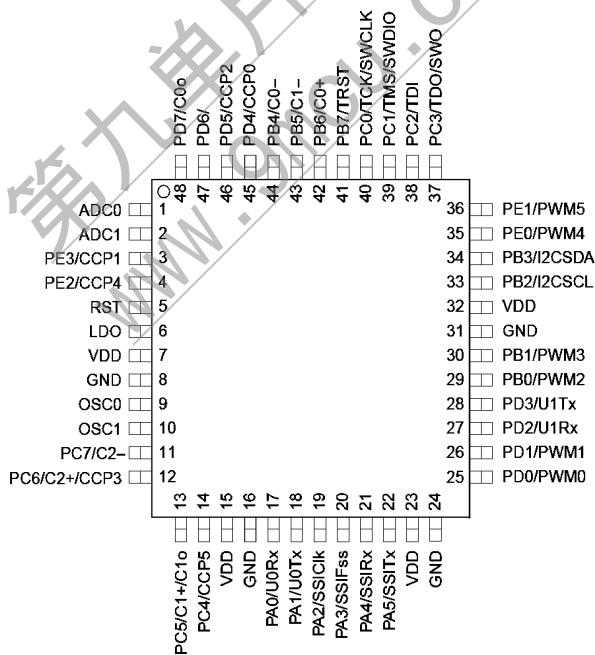 PD7/C0o
PD6/
PD5/CCP2
PD4/CCP0
PB4/C0−
PB5/C1−
PB6/C0+
PB7/TRST
PC0/TCK/SWCLK
PC1/TMS/SWDIO
PC2/TDI
PC3/TDO/SWO
48 47 46 45 44 43 42 41 40 39 38 37
ADC0 1
ADC1 2
PE3/CCP1 3
PE2/CCP4 4
RST 5
LDO 6
VDD 7
GND 8
OSC0 9
OSC1 10
PC7/C2− 11
PC6/C2+/CCP3 12
36 PE1/PWM5
35 PE0/PWM4
34 PB3/I2CSDA
33 PB2/I2CSCL
32 VDD
31 GND
30 PB1/PWM3
29 PB0/PWM2
28 PD3/U1Tx
27 PD2/U1Rx
26 PD1/PWM1
25 PD0/PWM0
13 14 15 16 17 18 19 20 21 22 23 24
PC5/C1+/C1o
PC4/CCP5
VDD
GND
PA0/U0Rx
PA1/U0Tx
PA2/SSIClk
PA3/SSIFss
PA4/SSIRx
PA5/SSITx
VDD
GND
第九单片
www.9mcu.c